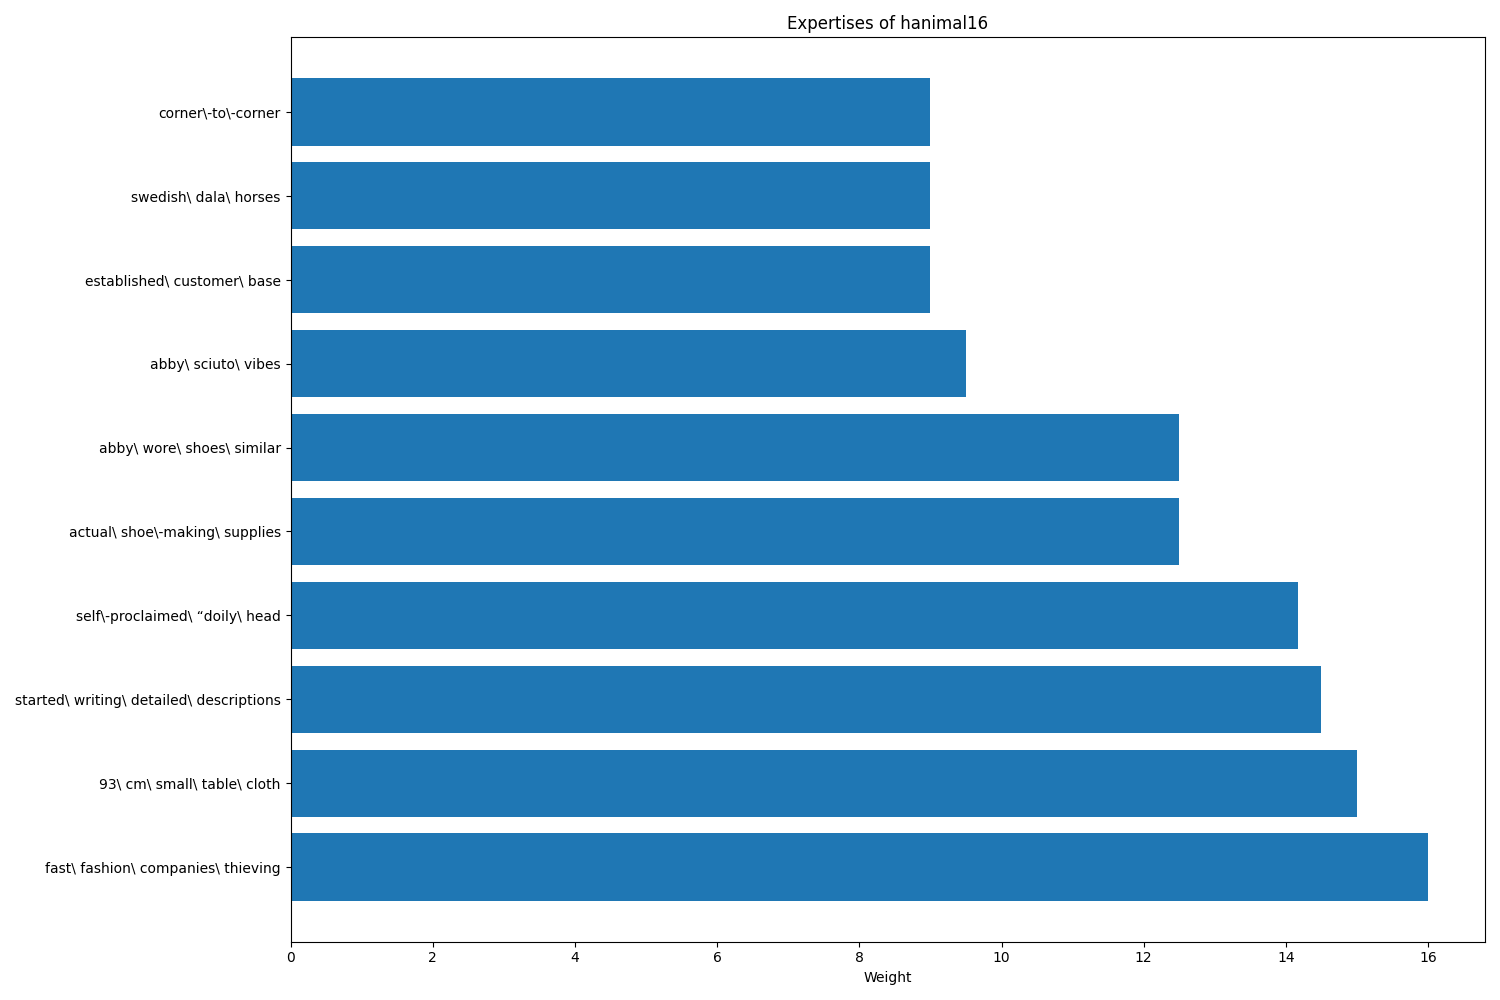 Expertises of hanimal16
corner\-to\-corner
swedish\ dala\ horses
established\ customer\ base
abby\ sciuto\ vibes
abby\ wore\ shoes\ similar
actual\ shoe\-making\ supplies
self\-proclaimed\ “doily\ head
started\ writing\ detailed\ descriptions
93\ cm\ small\ table\ cloth
fast\ fashion\ companies\ thieving
0 2 4 6 8 10 12 14 16
Weight